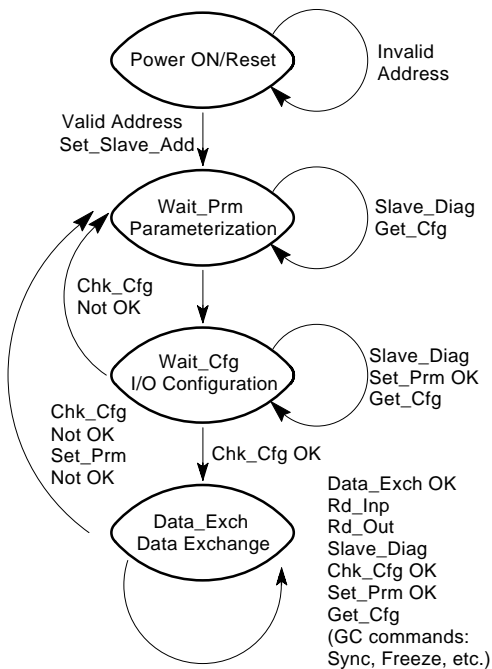 Power ON/Reset
Invalid
Address
Valid Address
Set_Slave_Add
Wait_Prm
Parameterization
Slave_Diag
Get_Cfg
Chk_Cfg
Not OK
Wait_Cfg
I/O Configuration
Slave_Diag
Set_Prm OK
Get_Cfg
Chk_Cfg
Not OK
Set_Prm
Not OK
Chk_Cfg OK
Data_Exch
Data Exchange
Data_Exch OK
Rd_Inp
Rd_Out
Slave_Diag
Chk_Cfg OK
Set_Prm OK
Get_Cfg
(GC commands:
Sync, Freeze, etc.)